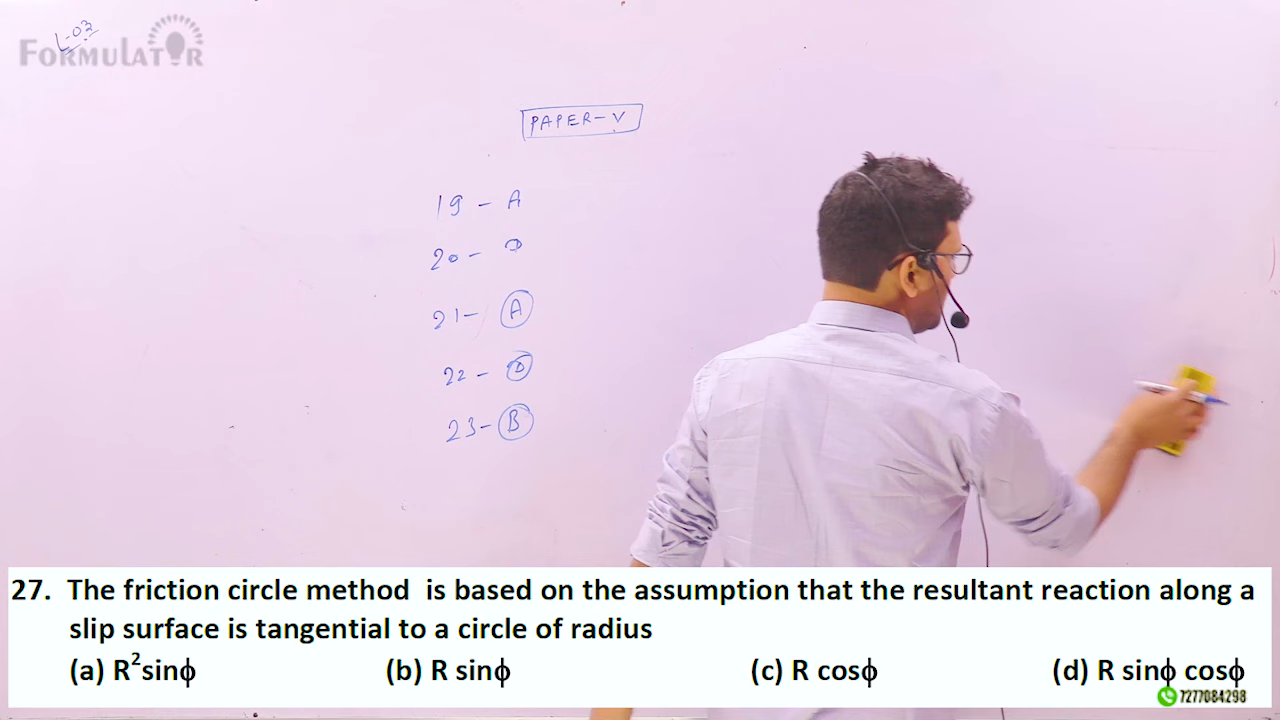 L-03
FORMULATOR
PAPER-V
19 - A
20 - D
21 - A
22 - D
23 - B
27. The friction circle method is based on the assumption that the resultant reaction along a
slip surface is tangential to a circle of radius
(a) R²sinϕ (b) R sinϕ (c) R cosϕ (d) R sinϕ cosϕ
7277084298